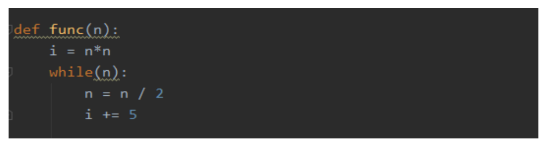 def func(n):
    i = n*n
    while(n):
        n = n / 2
        i += 5